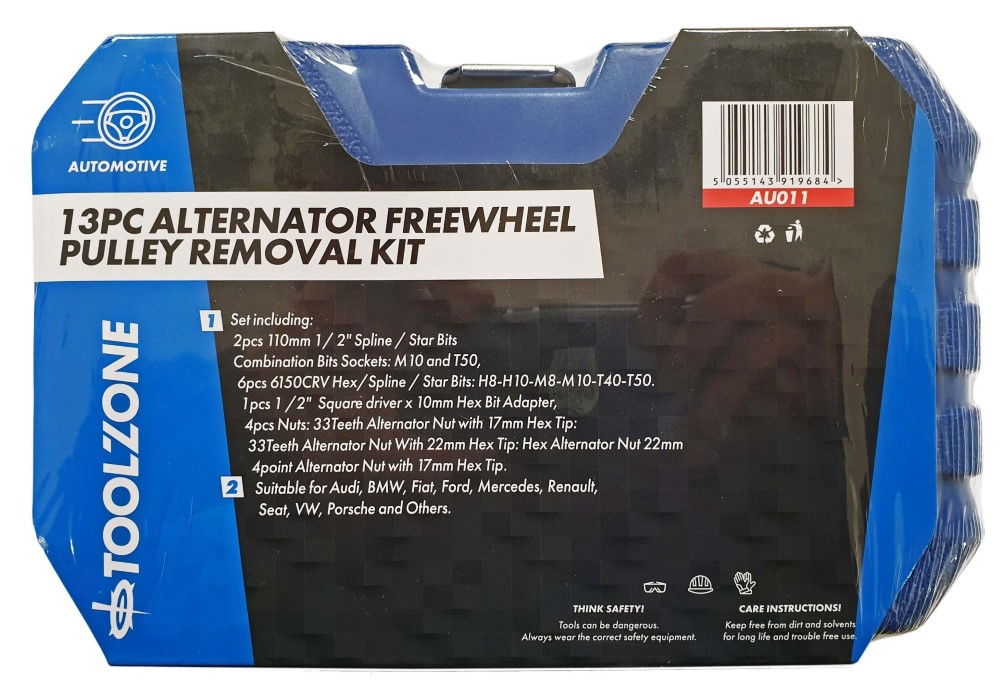 AUTOMOTIVE
5 055143 919684 >
AU011
13PC ALTERNATOR FREEWHEEL
PULLEY REMOVAL KIT
TOOLZONE
1 Set including:
2pcs 110mm 1/ 2" Spline / Star Bits
Combination Bits Sockets: M10 and T50,
6pcs 6150CRV Hex/Spline / Star Bits: H8-H10-M8-M10-T40-T50.
1pcs 1 /2" Square driver x 10mm Hex Bit Adapter,
4pcs Nuts: 33Teeth Alternator Nut with 17mm Hex Tip:
33Teeth Alternator Nut With 22mm Hex Tip: Hex Alternator Nut 22mm
4point Alternator Nut with 17mm Hex Tip.
2 Suitable for Audi, BMW, Fiat, Ford, Mercedes, Renault,
Seat, VW, Porsche and Others.
THINK SAFETY!
Tools can be dangerous.
Always wear the correct safety equipment.
CARE INSTRUCTIONS!
Keep free from dirt and solvents
for long life and trouble free use.